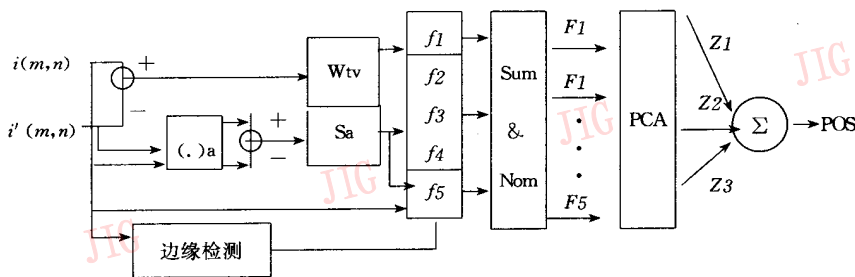 i(m,n)
+
−
i'(m,n)
(.)a
+
−
Wtv
Sa
边缘检测
f1
f2
f3
f4
f5
Sum
&
Nom
F1
F1
F5
PCA
Z1
Z2
Z3
Σ
POS
JIG
JIG
JIG
JIG